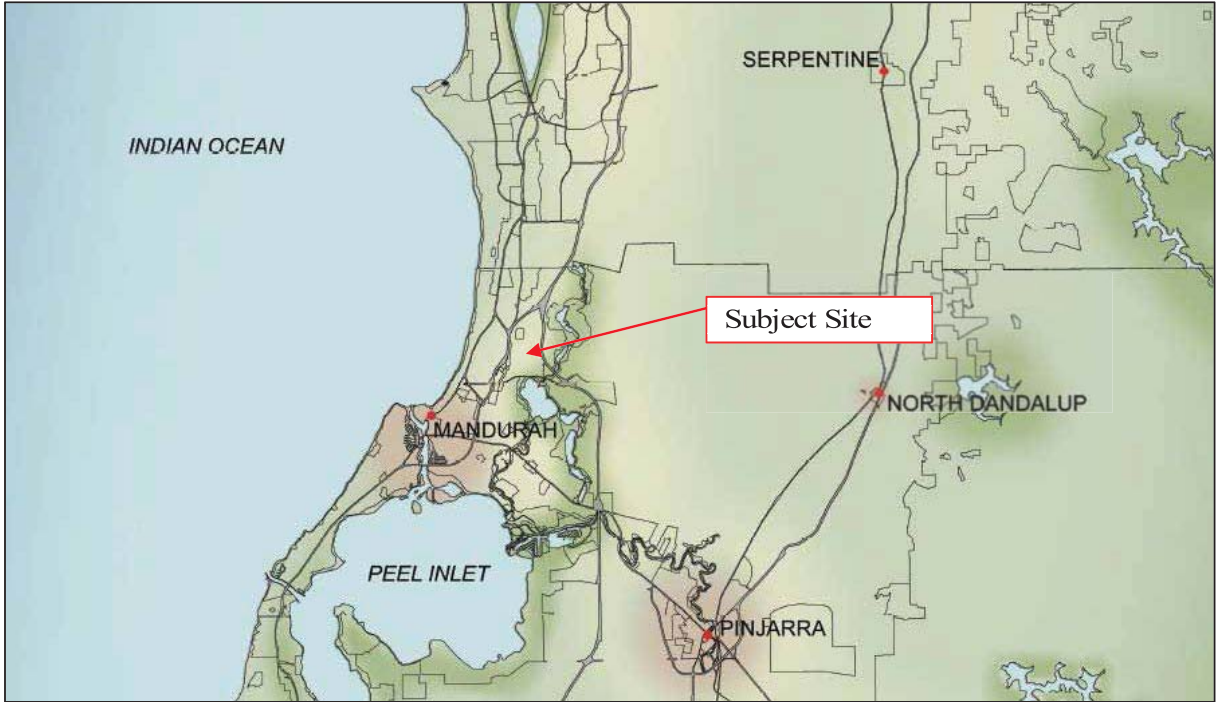 SERPENTINE
INDIAN OCEAN
Subject Site
NORTH DANDALUP
MANDURAH
PEEL INLET
PINJARRA